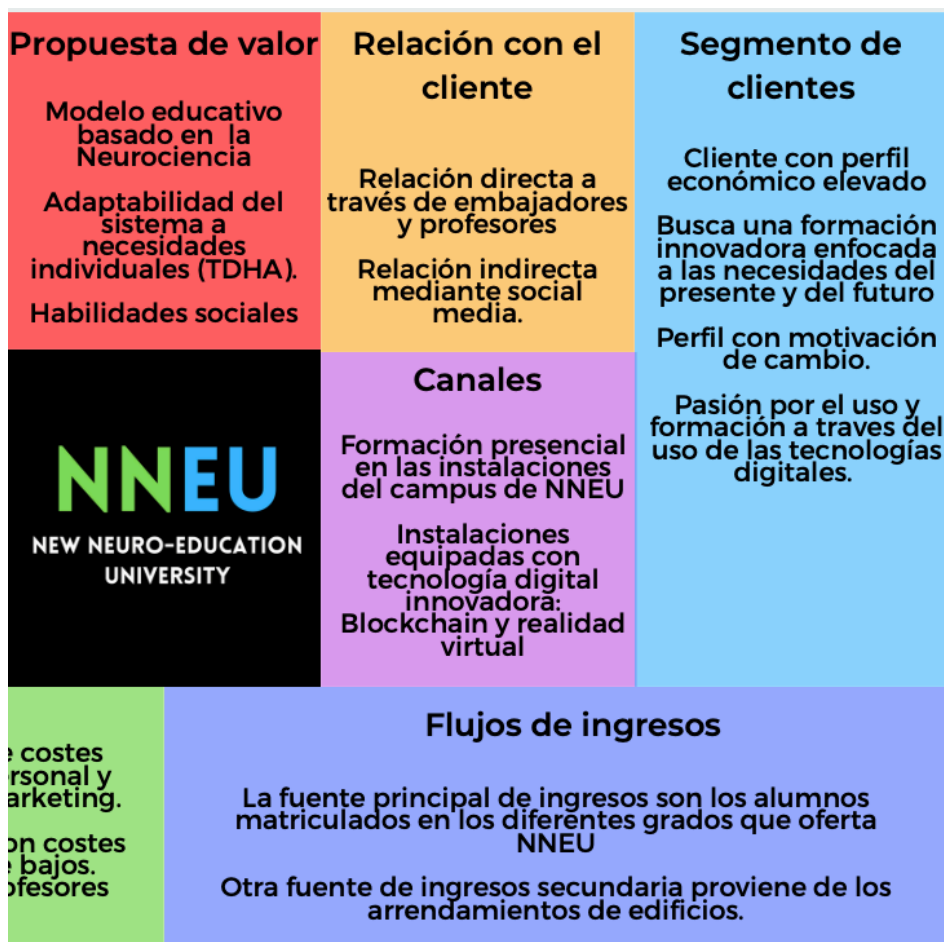 Propuesta de valor
Modelo educativo
basado en la
Neurociencia
Adaptabilidad del
sistema a
necesidades
individuales (TDHA).
Habilidades sociales
Relación con el
cliente
Relación directa a
través de embajadores
y profesores
Relación indirecta
mediante social
media.
Segmento de
clientes
Cliente con perfil
económico elevado
Busca una formación
innovadora enfocada
a las necesidades del
presente y del futuro
Perfil con motivación
de cambio.
Pasión por el uso y
formación a traves del
uso de las tecnologías
digitales.
NNEU
NEW NEURO-EDUCATION
UNIVERSITY
Canales
Formación presencial
en las instalaciones
del campus de NNEU
Instalaciones
equipadas con
tecnología digital
innovadora:
Blockchain y realidad
virtual
e costes
ersonal y
arketing.
on costes
e bajos.
ofesores
Flujos de ingresos
La fuente principal de ingresos son los alumnos
matriculados en los diferentes grados que oferta
NNEU
Otra fuente de ingresos secundaria proviene de los
arrendamientos de edificios.